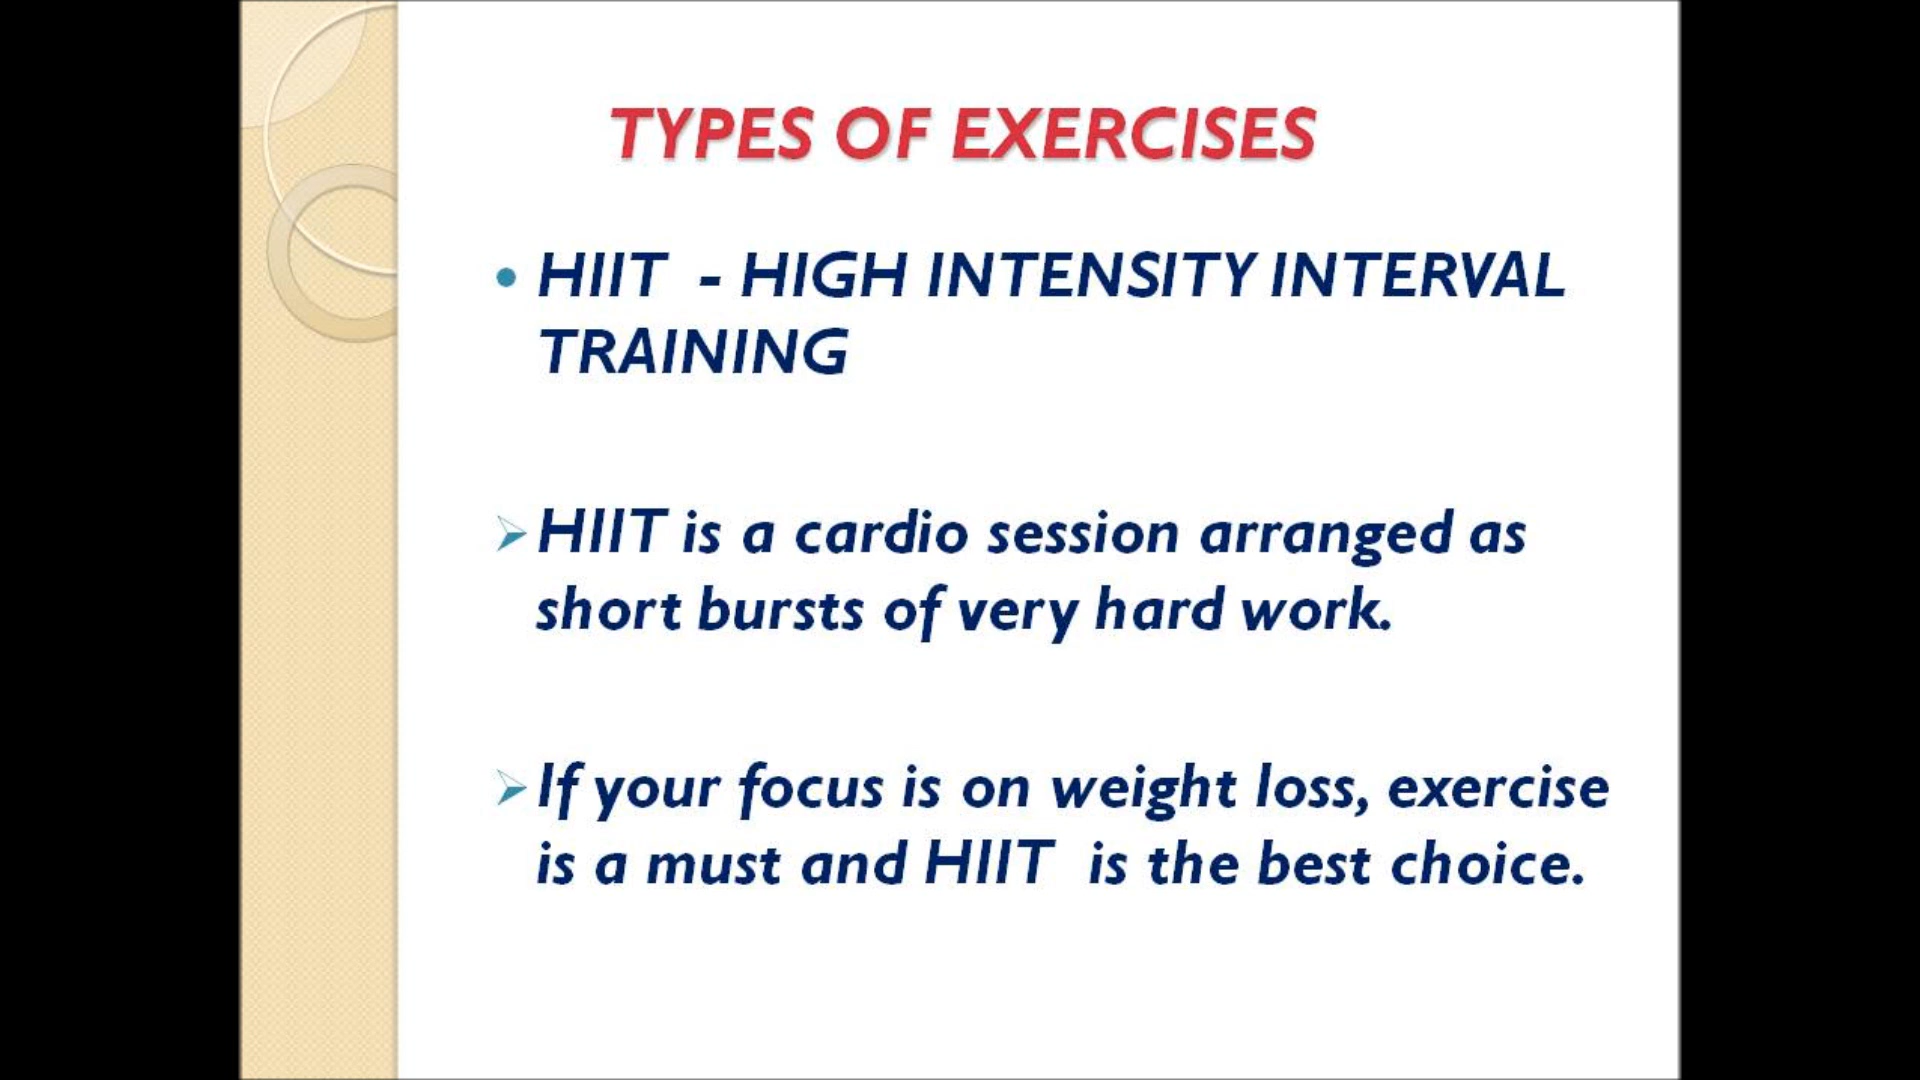 TYPES OF EXERCISES
• HIIT - HIGH INTENSITY INTERVAL
TRAINING
➢ HIIT is a cardio session arranged as
short bursts of very hard work.
➢ If your focus is on weight loss, exercise
is a must and HIIT is the best choice.